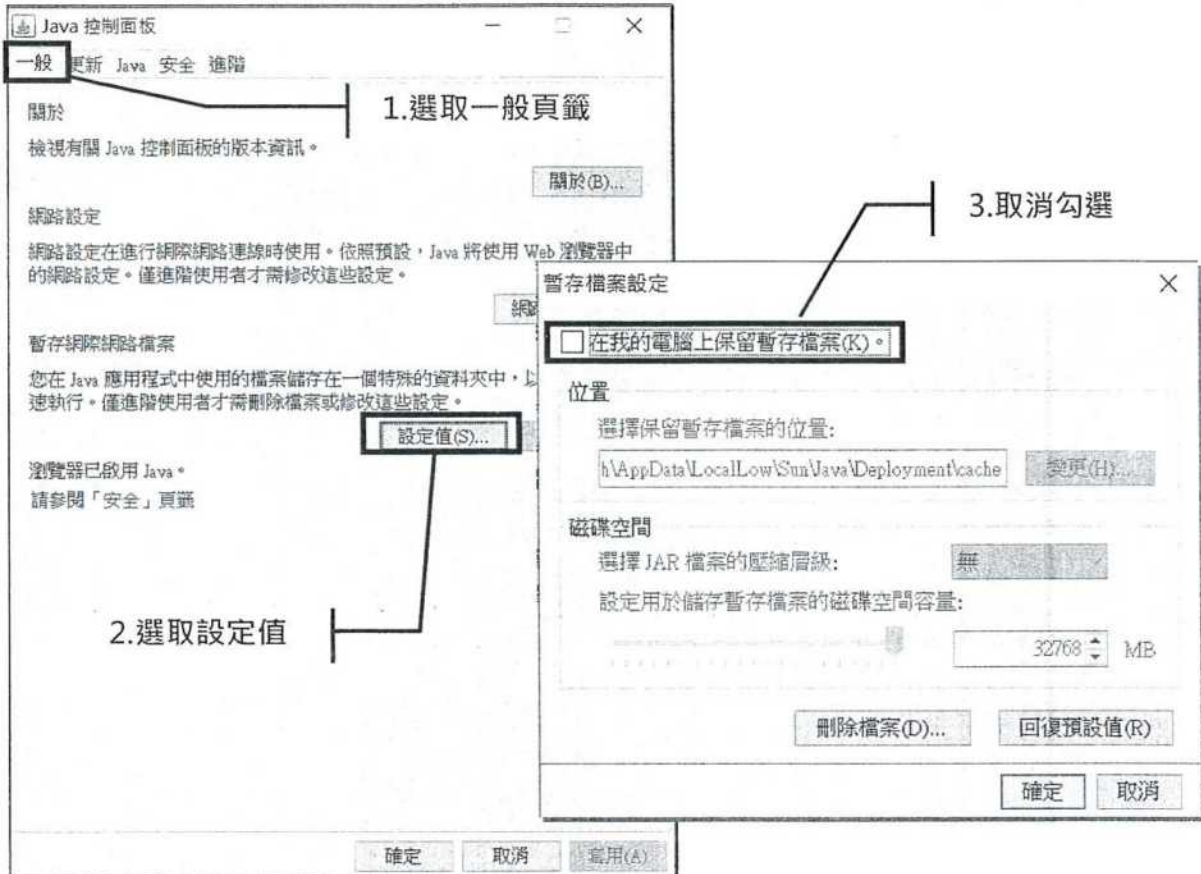 Java 控制面板
一般 更新 Java 安全 進階
1.選取一般頁籤
關於
檢視有關 Java 控制面板的版本資訊。
關於(B)...
3.取消勾選
網路設定
網路設定在進行網際網路連線時使用。依照預設，Java 將使用 Web 瀏覽器中
的網路設定。僅進階使用者才需修改這些設定。
網路
暫存網際網路檔案
您在 Java 應用程式中使用的檔案儲存在一個特殊的資料夾中，以
速執行。僅進階使用者才需刪除檔案或修改這些設定。
設定值(S)...
瀏覽器已啟用 Java。
請參閱「安全」頁籤
2.選取設定值
確定 取消 套用(A)
暫存檔案設定
在我的電腦上保留暫存檔案(K)。
位置
選擇保留暫存檔案的位置:
h\AppData\LocalLow\Sun\Java\Deployment\cache 變更(H)...
磁碟空間
選擇 JAR 檔案的壓縮層級: 無
設定用於儲存暫存檔案的磁碟空間容量:
32768 MB
刪除檔案(D)... 回復預設值(R)
確定 取消